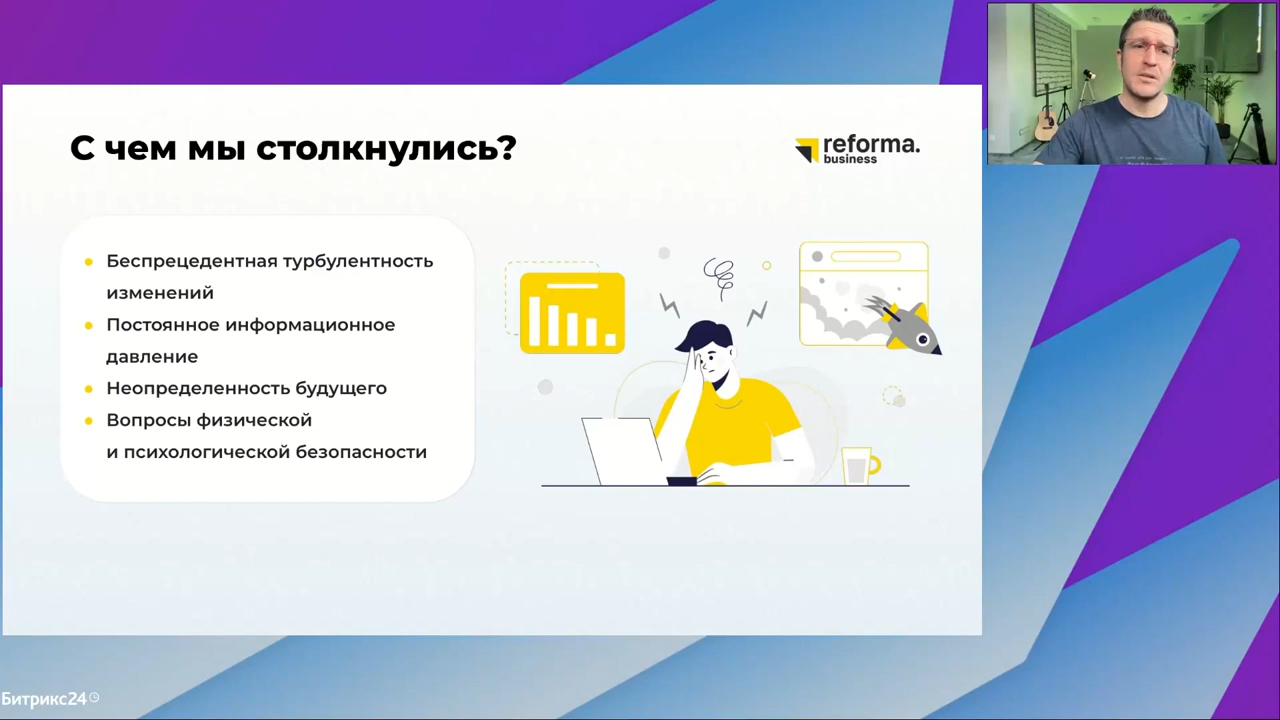 С чем мы столкнулись?
reforma.
business
Беспрецедентная турбулентность
изменений
Постоянное информационное
давление
Неопределенность будущего
Вопросы физической
и психологической безопасности
Битрикс24